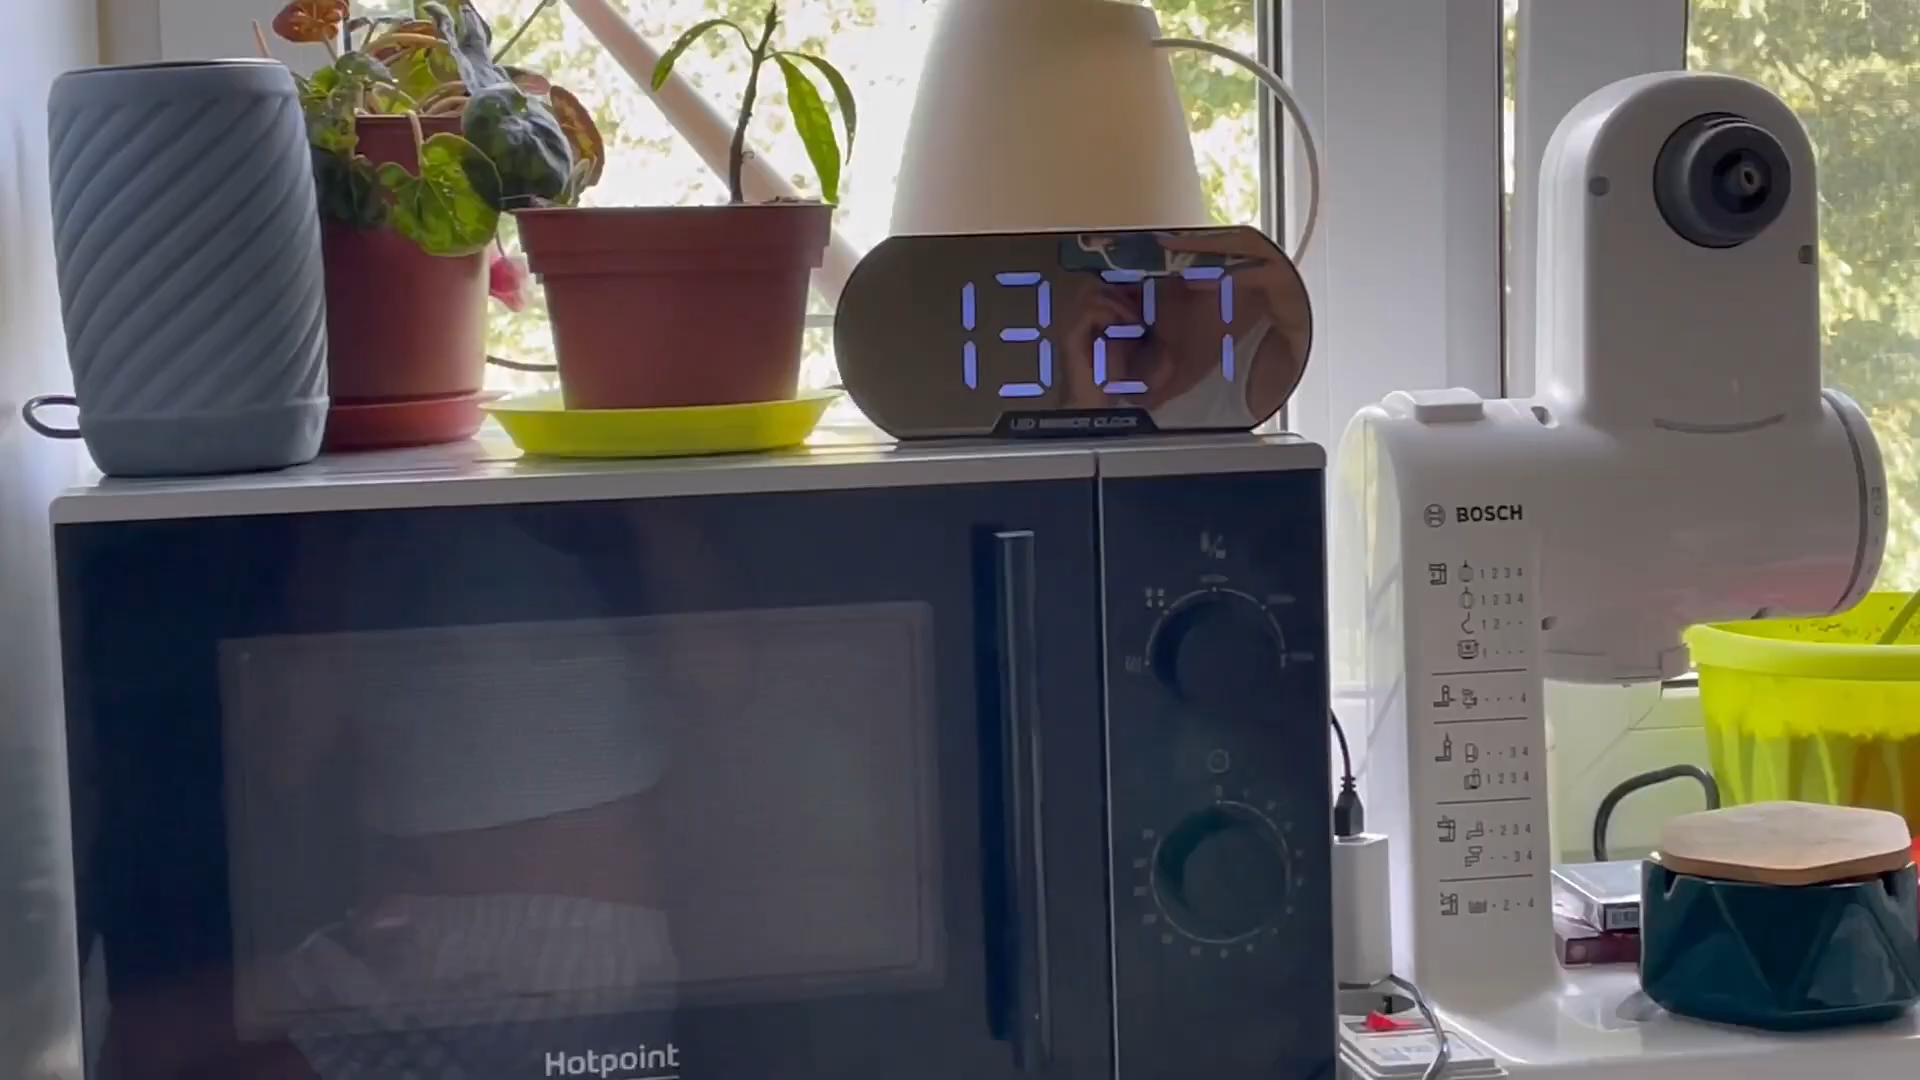 13 27
LED MIRROR CLOCK
BOSCH
1 2 3 4
1 2 3 4
1 2 - -
1 - - -
- - - 4
- - 3 4
1 2 3 4
- 2 3 4
- - 3 4
- 2 - 4
Hotpoint